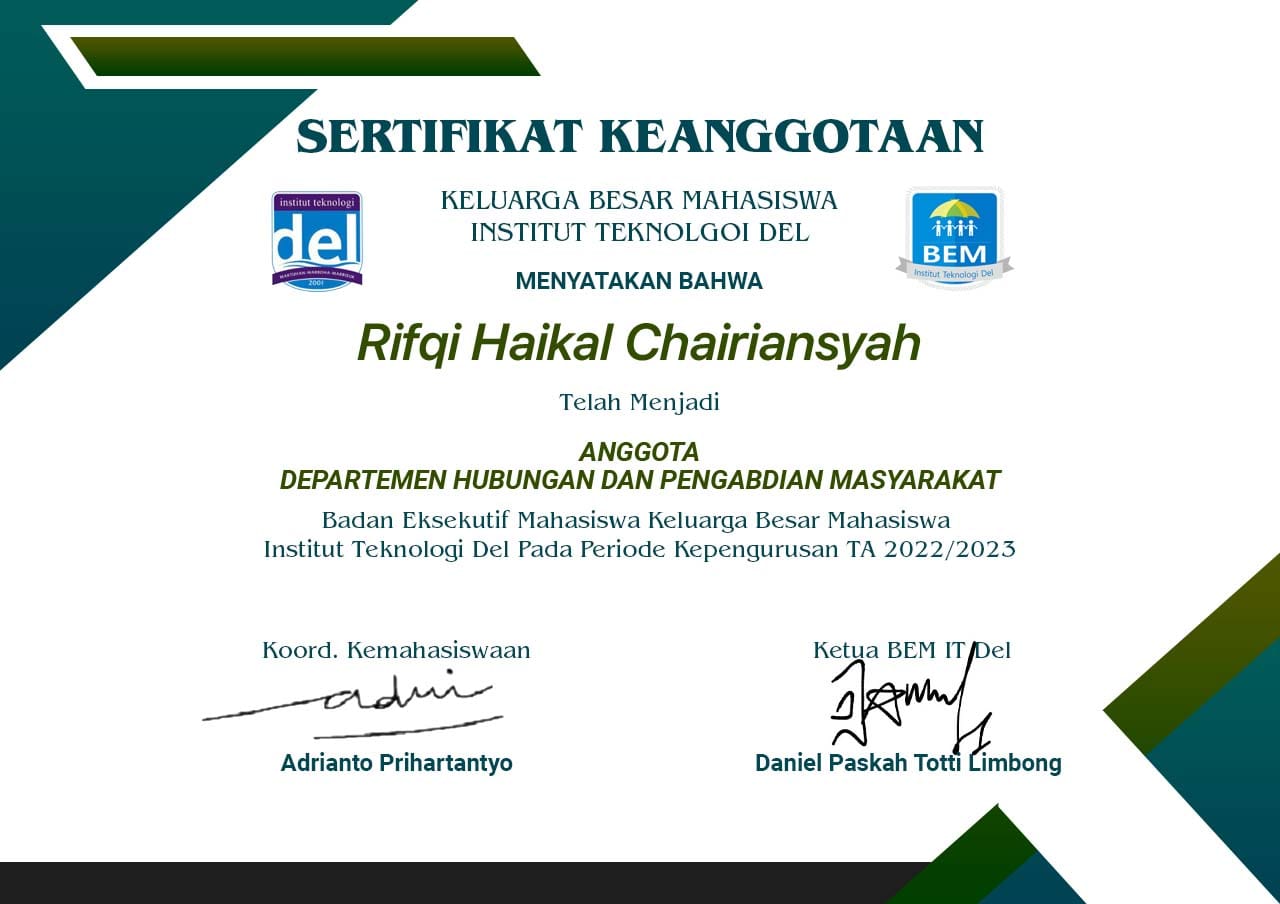 SERTIFIKAT KEANGGOTAAN
institut teknologi
del
MARTUHAN-MARROHA-MARBISUK
2001
KELUARGA BESAR MAHASISWA
INSTITUT TEKNOLGOI DEL
BEM
Institut Teknologi Del
MENYATAKAN BAHWA
Rifqi Haikal Chairiansyah
Telah Menjadi
ANGGOTA
DEPARTEMEN HUBUNGAN DAN PENGABDIAN MASYARAKAT
Badan Eksekutif Mahasiswa Keluarga Besar Mahasiswa
Institut Teknologi Del Pada Periode Kepengurusan TA 2022/2023
Koord. Kemahasiswaan
Ketua BEM IT Del
Adrianto Prihartantyo
Daniel Paskah Totti Limbong